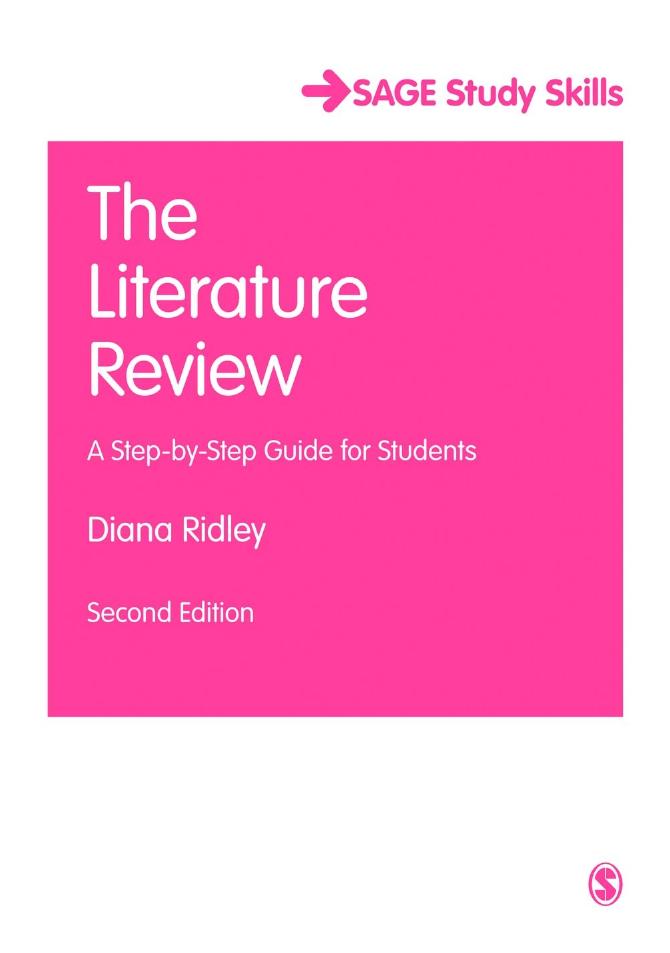 SAGE Study Skills
The
Literature
Review
A Step-by-Step Guide for Students
Diana Ridley
Second Edition
S